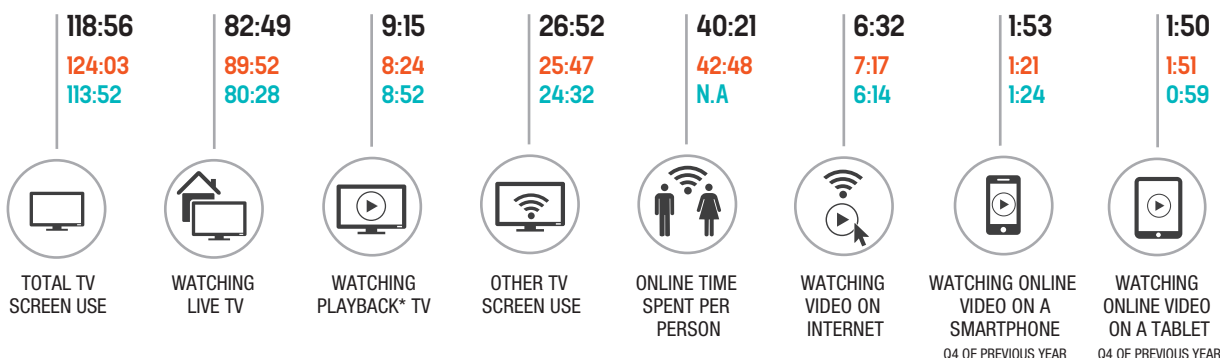 118:56 82:49 9:15 26:52 40:21 6:32 1:53 1:50
124:03 89:52 8:24 25:47 42:48 7:17 1:21 1:51
113:52 80:28 8:52 24:32 N.A 6:14 1:24 0:59
TOTAL TV
SCREEN USE
WATCHING
LIVE TV
WATCHING
PLAYBACK* TV
OTHER TV
SCREEN USE
ONLINE TIME
SPENT PER
PERSON
WATCHING
VIDEO ON
INTERNET
WATCHING ONLINE
VIDEO ON A
SMARTPHONE
Q4 OF PREVIOUS YEAR
WATCHING
ONLINE VIDEO
ON A TABLET
Q4 OF PREVIOUS YEAR